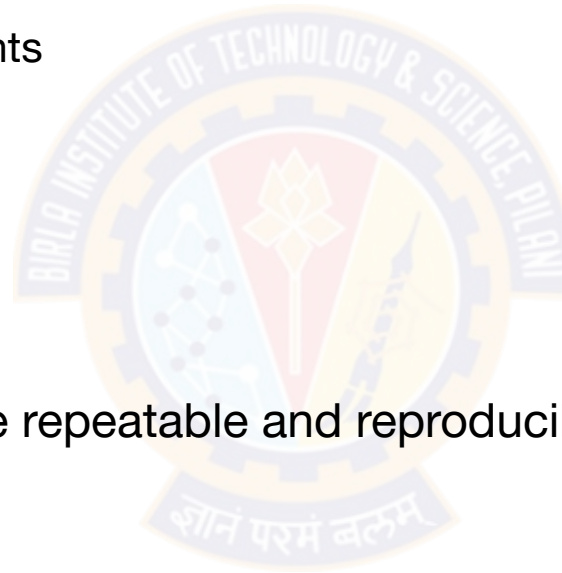 nts
BIRLA INSTITUTE OF TECHNOLOGY & SCIENCE, PILANI
e repeatable and reproduci
ज्ञानं परमं बलम्